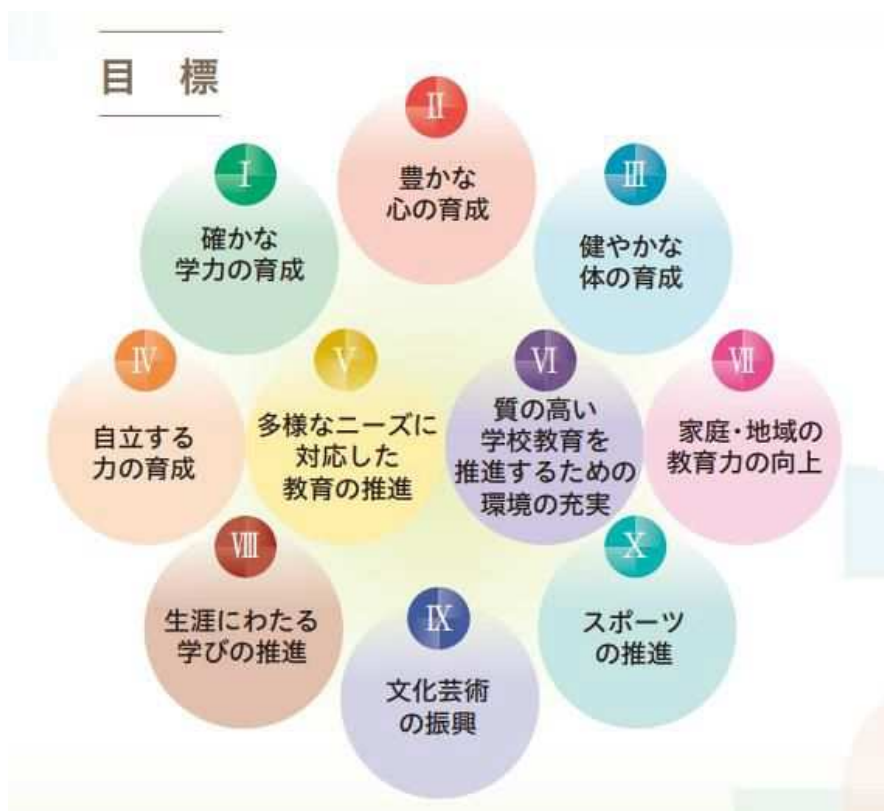 目 標
Ⅰ
確かな
学力の育成
Ⅱ
豊かな
心の育成
Ⅲ
健やかな
体の育成
Ⅳ
自立する
力の育成
Ⅴ
多様なニーズに
対応した
教育の推進
Ⅵ
質の高い
学校教育を
推進するための
環境の充実
Ⅶ
家庭・地域の
教育力の向上
Ⅷ
生涯にわたる
学びの推進
Ⅸ
文化芸術
の振興
Ⅹ
スポーツ
の推進